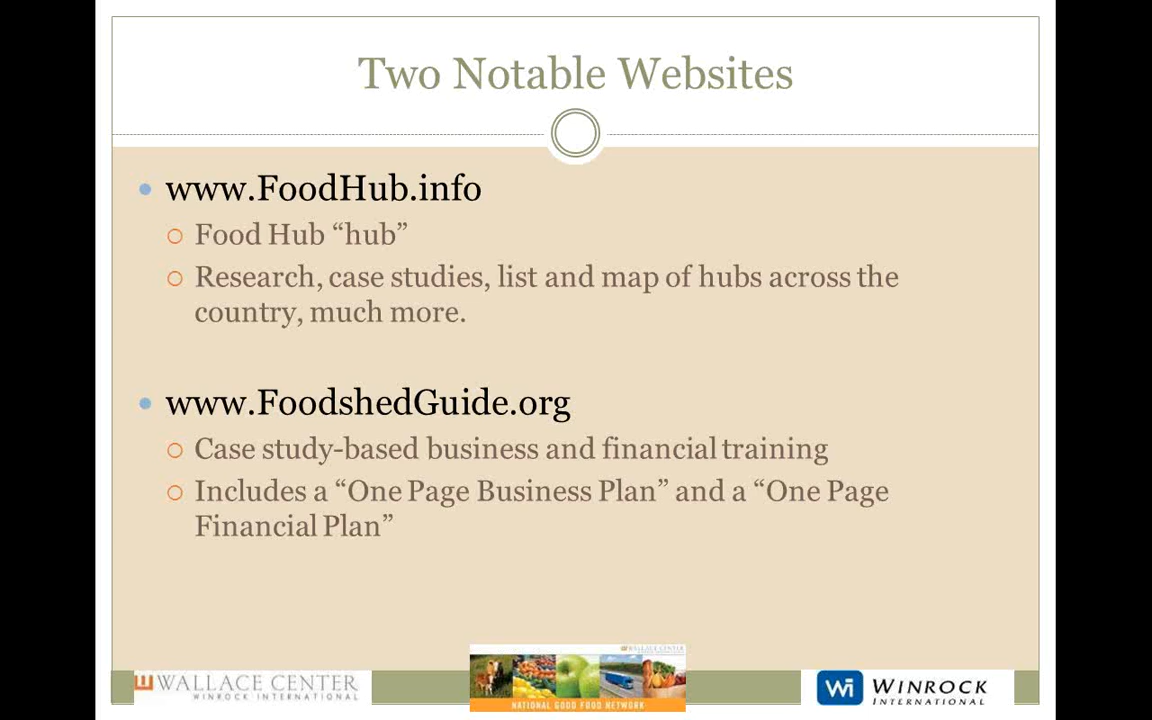 Two Notable Websites
www.FoodHub.info
Food Hub “hub”
Research, case studies, list and map of hubs across the
country, much more.
www.FoodshedGuide.org
Case study-based business and financial training
Includes a “One Page Business Plan” and a “One Page
Financial Plan”
WALLACE CENTER
WINROCK INTERNATIONAL
WALLACE CENTER
NATIONAL GOOD FOOD NETWORK
WI
WINROCK
INTERNATIONAL